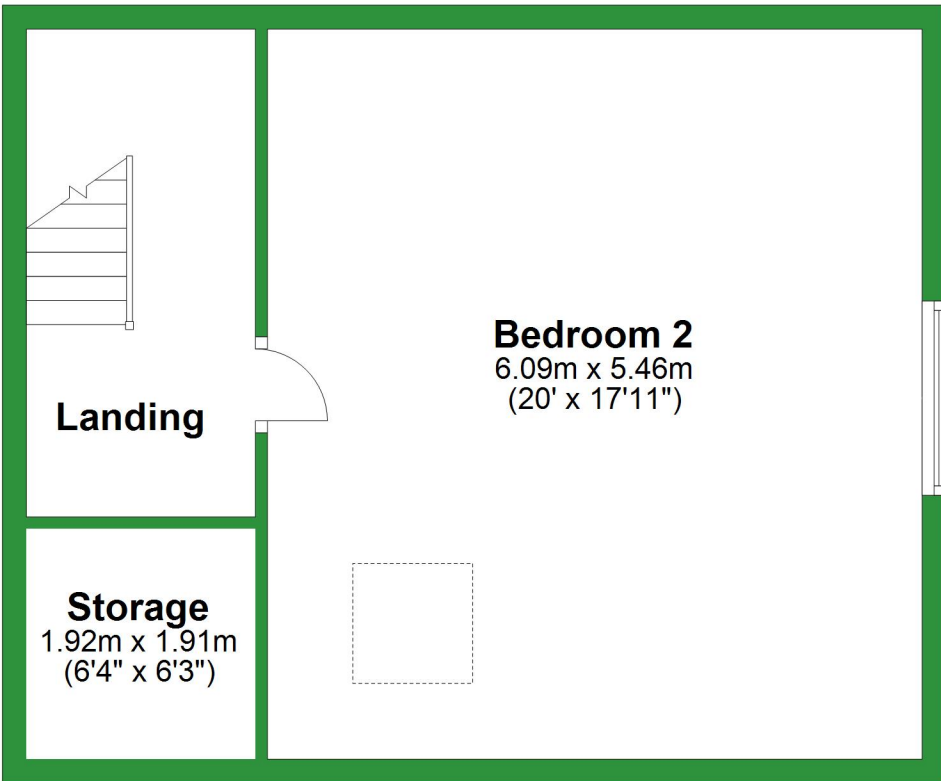 Bedroom 2
6.09m x 5.46m
(20' x 17'11")
Landing
Storage
1.92m x 1.91m
(6'4" x 6'3")